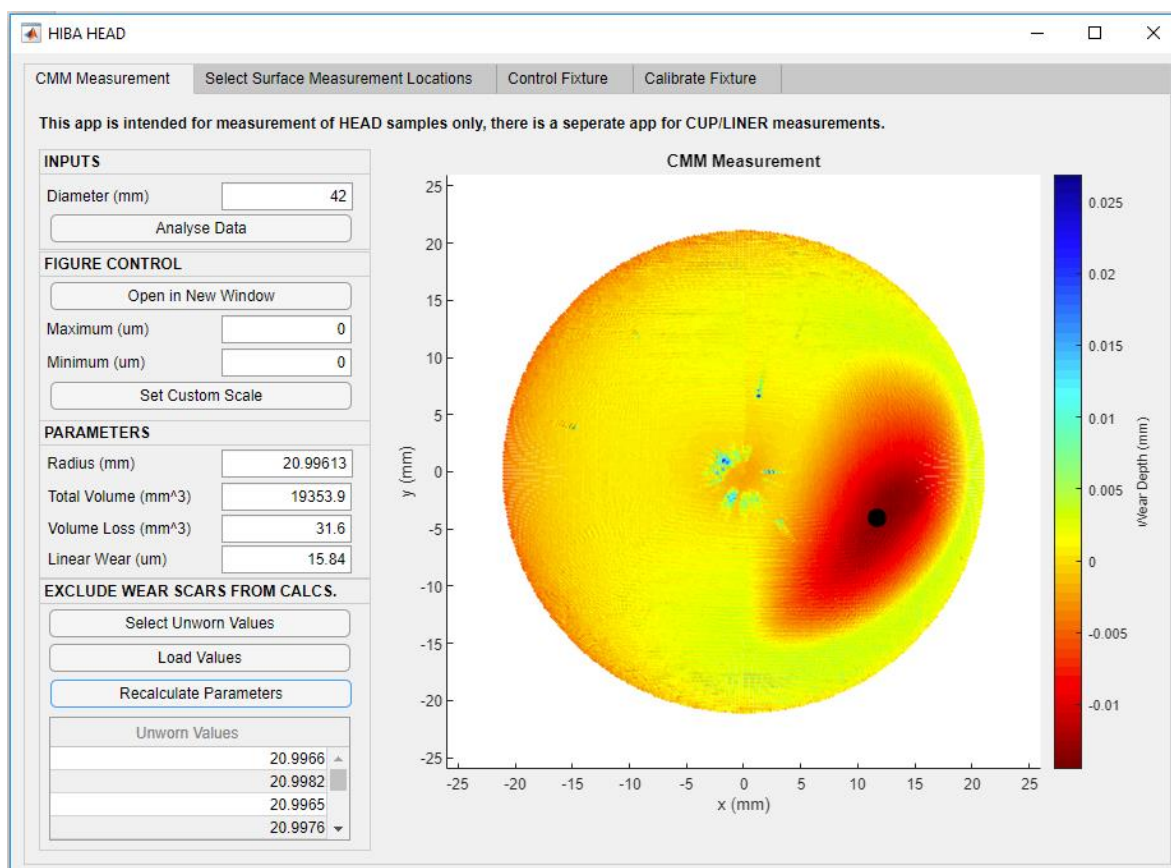 HIBA HEAD
CMM Measurement
Select Surface Measurement Locations
Control Fixture
Calibrate Fixture
This app is intended for measurement of HEAD samples only, there is a seperate app for CUP/LINER measurements.
INPUTS
Diameter (mm) 42
Analyse Data
FIGURE CONTROL
Open in New Window
Maximum (um) 0
Minimum (um) 0
Set Custom Scale
PARAMETERS
Radius (mm) 20.99613
Total Volume (mm^3) 19353.9
Volume Loss (mm^3) 31.6
Linear Wear (um) 15.84
EXCLUDE WEAR SCARS FROM CALCS.
Select Unworn Values
Load Values
Recalculate Parameters
Unworn Values
20.9966
20.9982
20.9965
20.9976
CMM Measurement
25
20
15
10
5
0
-5
-10
-15
-20
-25
y (mm)
-25 -20 -15 -10 -5 0 5 10 15 20 25
x (mm)
0.025
0.02
0.015
0.01
0.005
0
-0.005
-0.01
Wear Depth (mm)